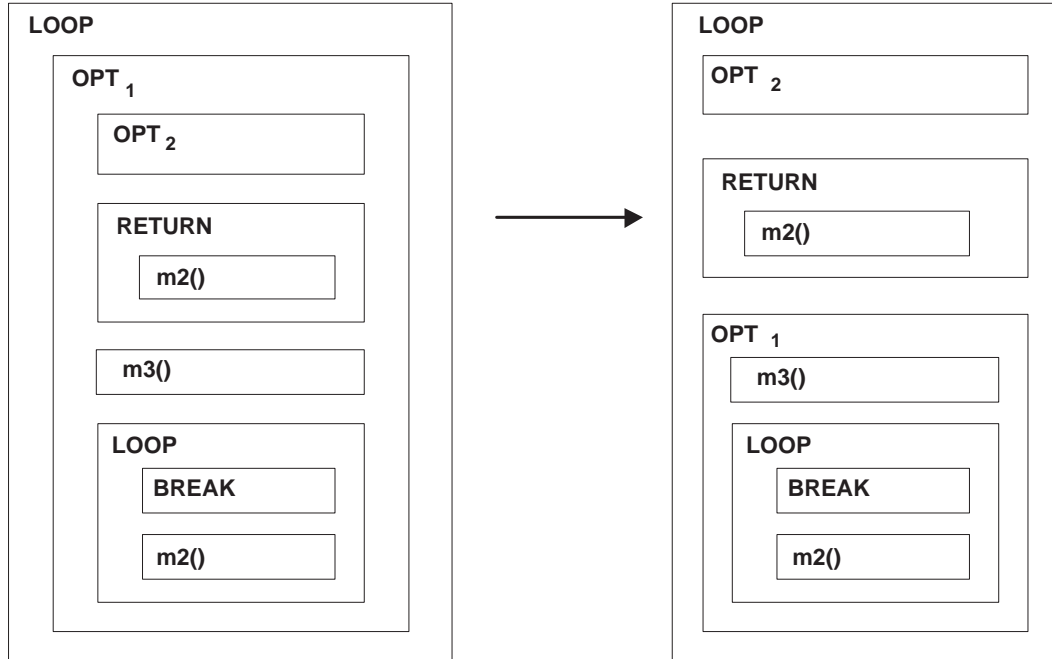 LOOP
OPT 1
OPT 2
RETURN
m2()
m3()
LOOP
BREAK
m2()
LOOP
OPT 2
RETURN
m2()
OPT 1
m3()
LOOP
BREAK
m2()